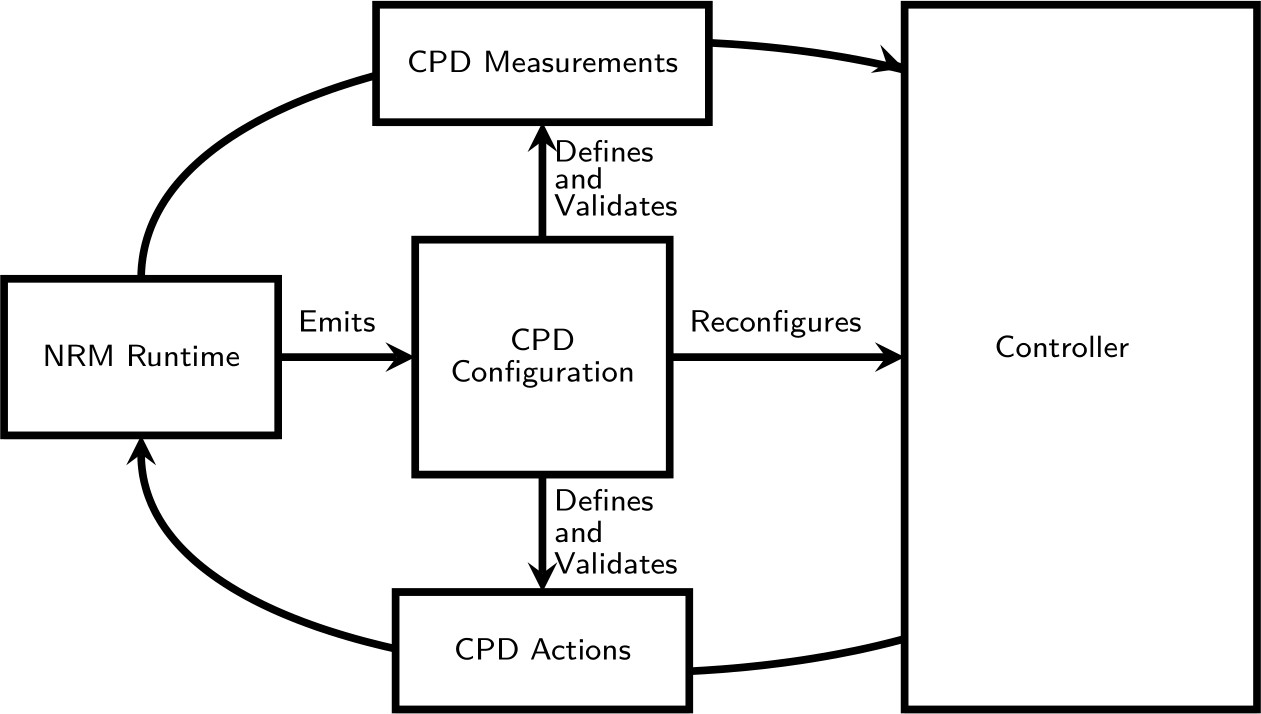 CPD Measurements
Defines
and
Validates
Emits
Reconfigures
NRM Runtime
CPD
Configuration
Controller
Defines
and
Validates
CPD Actions